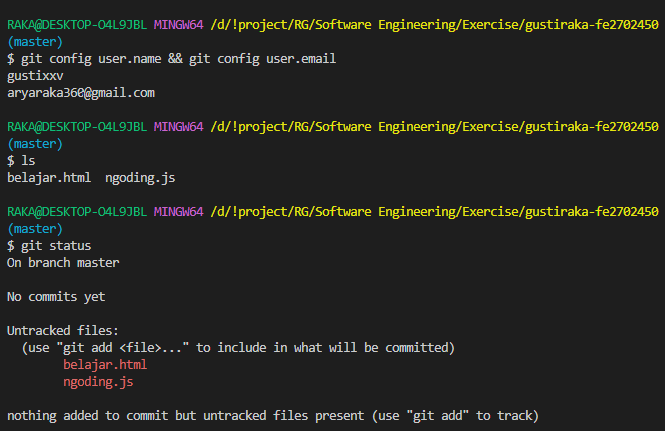 RAKA@DESKTOP-O4L9JBL MINGW64 /d/!project/RG/Software Engineering/Exercise/gustiraka-fe2702450
(master)
$ git config user.name && git config user.email
gustixxv
aryaraka360@gmail.com
RAKA@DESKTOP-O4L9JBL MINGW64 /d/!project/RG/Software Engineering/Exercise/gustiraka-fe2702450
(master)
$ ls
belajar.html  ngoding.js
RAKA@DESKTOP-O4L9JBL MINGW64 /d/!project/RG/Software Engineering/Exercise/gustiraka-fe2702450
(master)
$ git status
On branch master
No commits yet
Untracked files:
  (use "git add <file>..." to include in what will be committed)
        belajar.html
        ngoding.js
nothing added to commit but untracked files present (use "git add" to track)